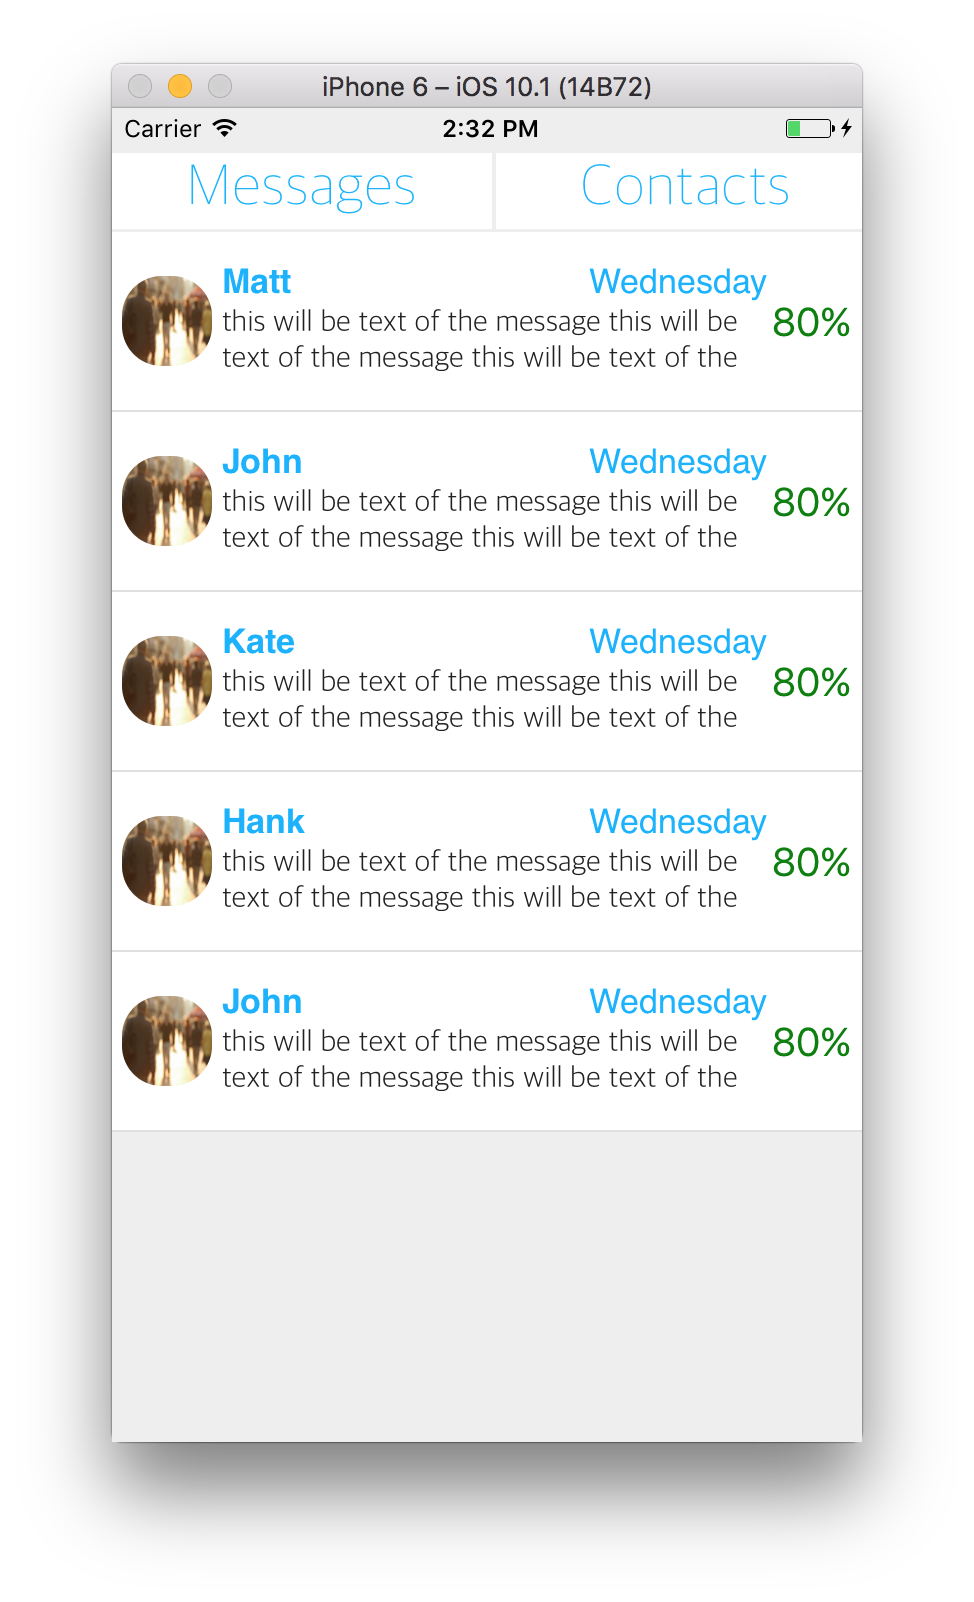 iPhone 6 – iOS 10.1 (14B72)
Carrier 2:32 PM
Messages Contacts
Matt Wednesday
this will be text of the message this will be 80%
text of the message this will be text of the
John Wednesday
this will be text of the message this will be 80%
text of the message this will be text of the
Kate Wednesday
this will be text of the message this will be 80%
text of the message this will be text of the
Hank Wednesday
this will be text of the message this will be 80%
text of the message this will be text of the
John Wednesday
this will be text of the message this will be 80%
text of the message this will be text of the